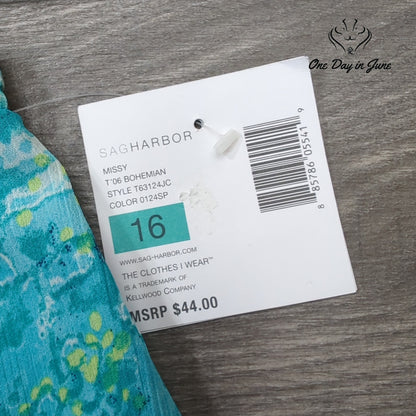 One Day in June
SAGHARBOR
MISSY
T'06 BOHEMIAN
STYLE T63124JC
COLOR 0124SP
16
WWW.SAG-HARBOR.COM
THE CLOTHES I WEAR™
IS A TRADEMARK OF
KELLWOOD COMPANY
MSRP $44.00
8 85786 05541 9